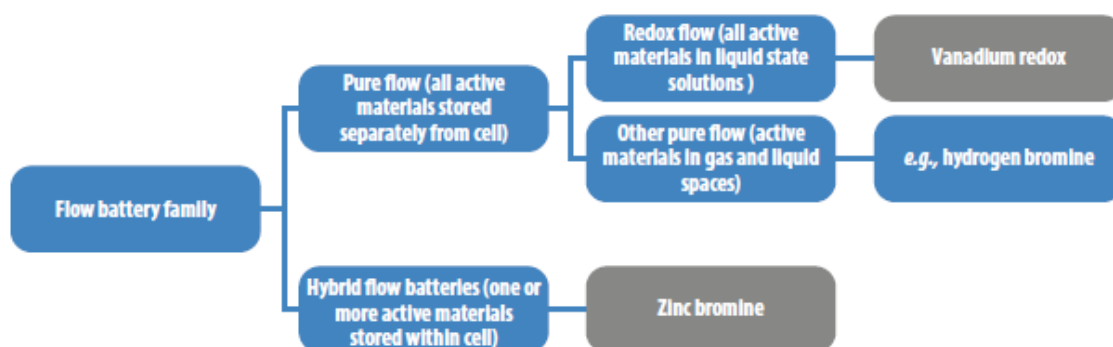 Flow battery family
Pure flow (all active
materials stored
separately from cell)
Redox flow (all active
materials in liquid state
solutions )
Vanadium redox
Other pure flow (active
materials in gas and liquid
spaces)
e.g., hydrogen bromine
Hybrid flow batteries (one or
more active materials
stored within cell)
Zinc bromine